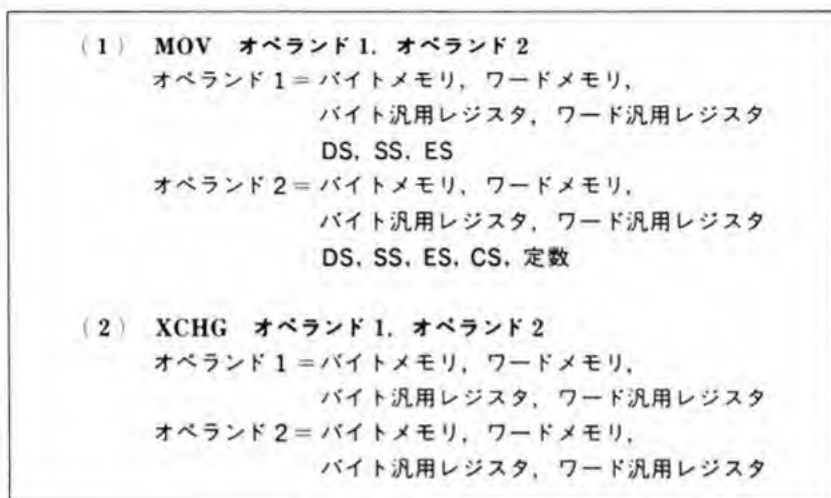 (1) MOV オペランド1, オペランド2
オペランド1＝バイトメモリ, ワードメモリ,
バイト汎用レジスタ, ワード汎用レジスタ
DS, SS, ES
オペランド2＝バイトメモリ, ワードメモリ,
バイト汎用レジスタ, ワード汎用レジスタ
DS, SS, ES, CS, 定数
(2) XCHG オペランド1, オペランド2
オペランド1＝バイトメモリ, ワードメモリ,
バイト汎用レジスタ, ワード汎用レジスタ
オペランド2＝バイトメモリ, ワードメモリ,
バイト汎用レジスタ, ワード汎用レジスタ